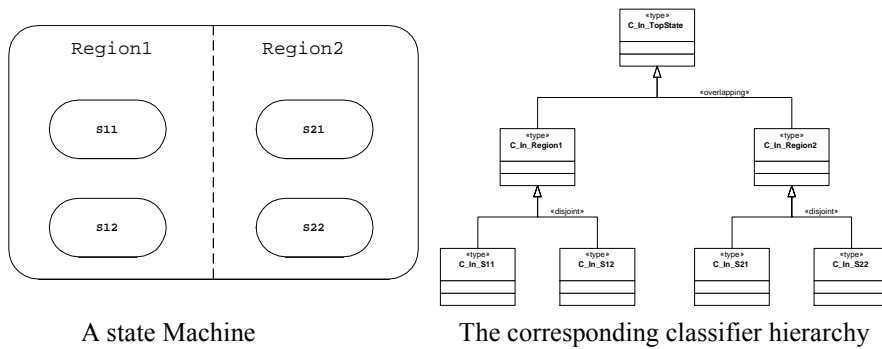 Region1
Region2
S11
S21
S12
S22
«type»
C_In_TopState
«overlapping»
«type»
C_In_Region1
«type»
C_In_Region2
«disjoint»
«disjoint»
«type»
C_In_S11
«type»
C_In_S12
«type»
C_In_S21
«type»
C_In_S22
A state Machine
The corresponding classifier hierarchy